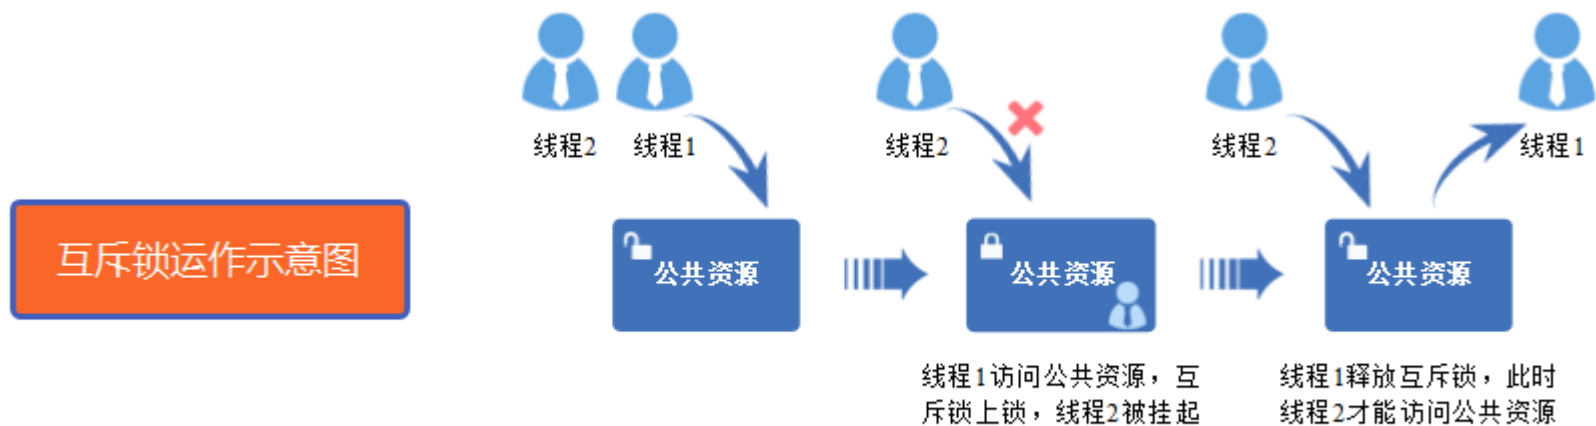 线程2
线程1
线程2
线程2
线程1
互斥锁运作示意图
公共资源
公共资源
公共资源
线程1访问公共资源，互
斥锁上锁，线程2被挂起
线程1释放互斥锁，此时
线程2才能访问公共资源